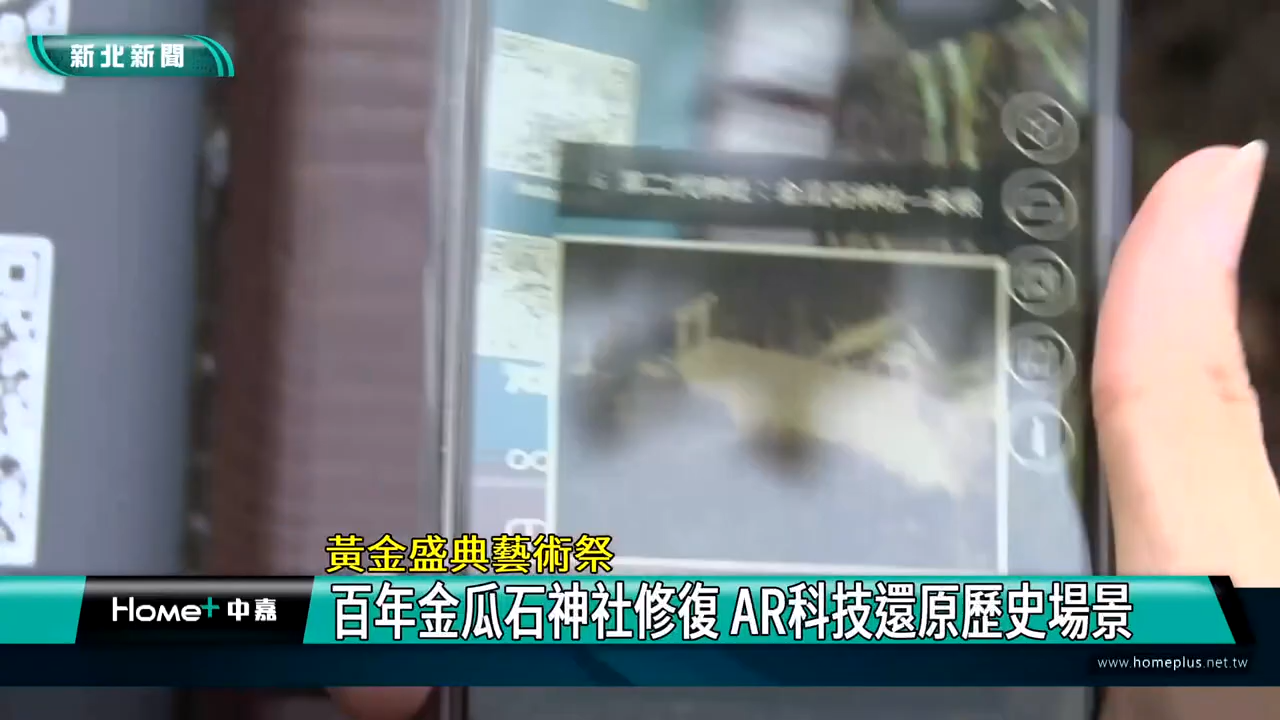 新北新聞
黃金盛典藝術祭
Home+中嘉
百年金瓜石神社修復 AR科技還原歷史場景
www.homeplus.net.tw